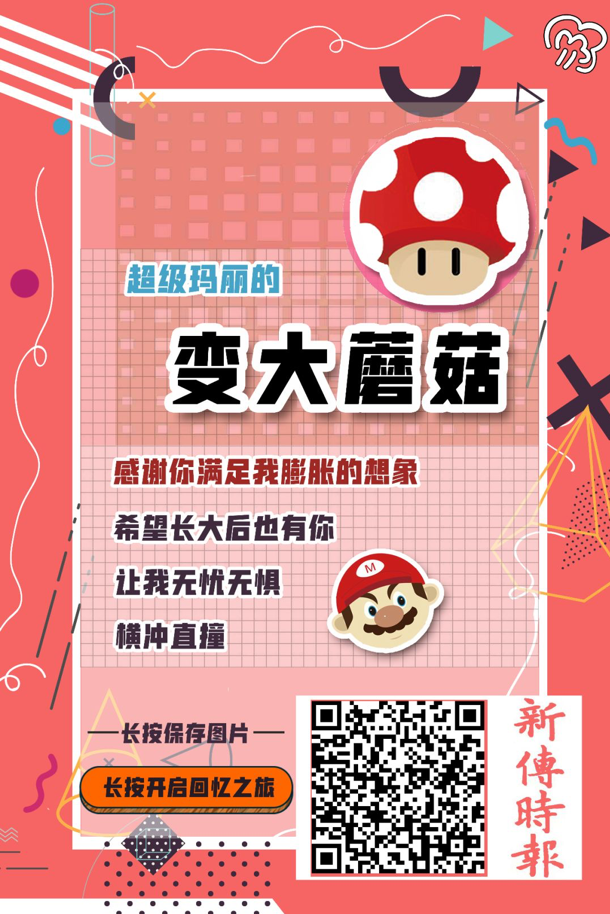 超级玛丽的
变大蘑菇
感谢你满足我膨胀的想象
希望长大后也有你
让我无忧无惧
M
横冲直撞
长按保存图片
长按开启回忆之旅
新傳時報